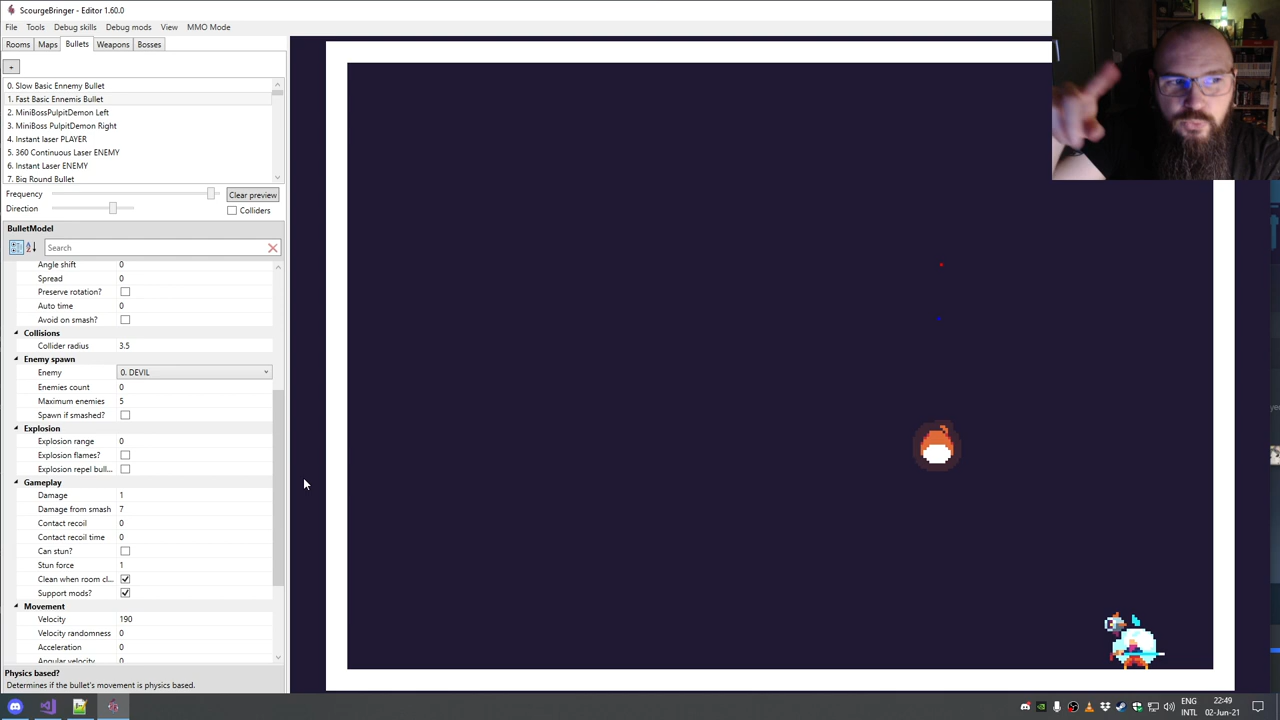 ScourgeBringer - Editor 1.60.0
File Tools Debug skills Debug mods View MMO Mode
Rooms Maps Bullets Weapons Bosses
+
0. Slow Basic Ennemy Bullet
1. Fast Basic Ennemis Bullet
2. MiniBossPulpitDemon Left
3. MiniBoss PulpitDemon Right
4. Instant laser PLAYER
5. 360 Continuous Laser ENEMY
6. Instant Laser ENEMY
7. Big Round Bullet
Frequency Clear preview
Direction Colliders
BulletModel
Search
Angle shift 0
Spread 0
Preserve rotation?
Auto time 0
Avoid on smash?
Collisions
Collider radius 3.5
Enemy spawn
Enemy 0. DEVIL
Enemies count 0
Maximum enemies 5
Spawn if smashed?
Explosion
Explosion range 0
Explosion flames?
Explosion repel bull...
Gameplay
Damage 1
Damage from smash 7
Contact recoil 0
Contact recoil time 0
Can stun?
Stun force 1
Clean when room cl...
Support mods?
Movement
Velocity 190
Velocity randomness 0
Acceleration 0
Angular velocity 0
Physics based?
Determines if the bullet's movement is physics based.
ENG 22:49
INTL 02-Jun-21